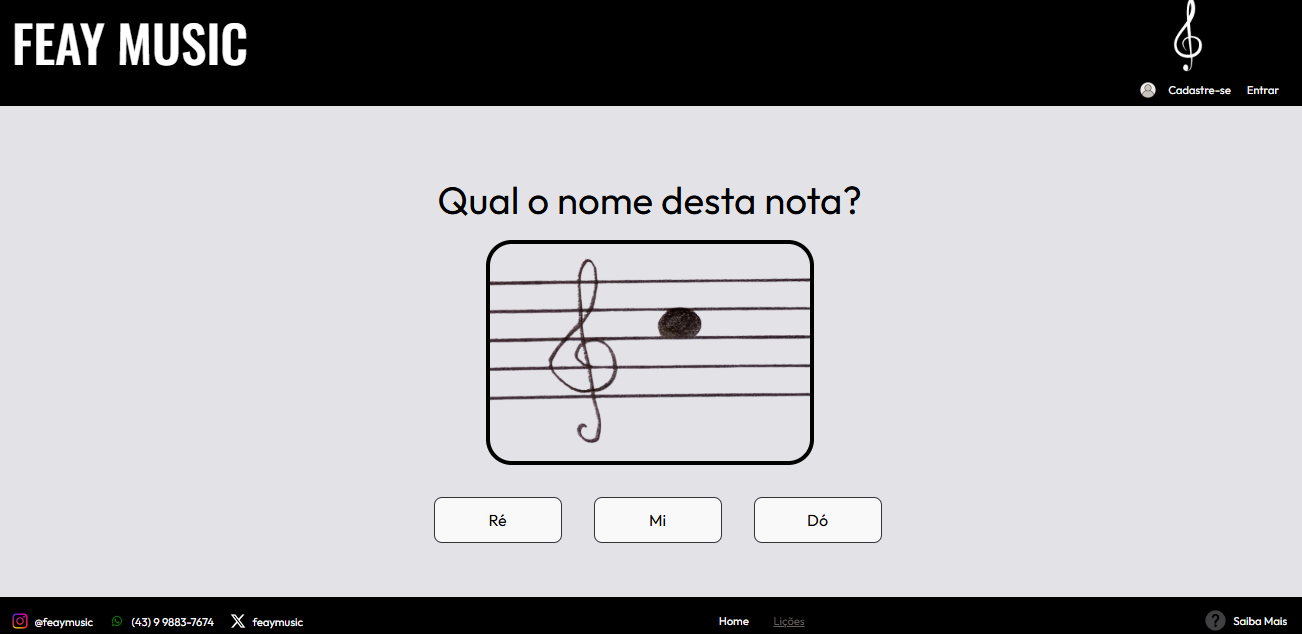 FEAY MUSIC
Cadastre-se Entrar
Qual o nome desta nota?
Ré Mi Dó
@feaymusic (43) 9 9883-7674 feaymusic Home Lições ? Saiba Mais